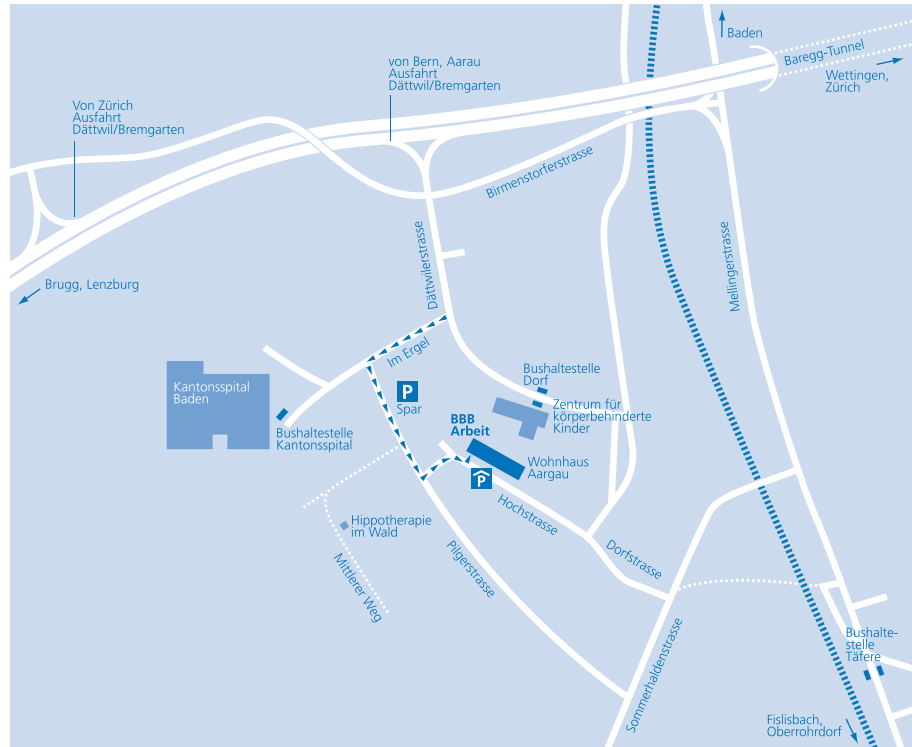 Baden
Baregg-Tunnel
Wettingen,
Zürich
von Bern, Aarau
Ausfahrt
Dättwil/Bremgarten
Von Zürich
Ausfahrt
Dättwil/Bremgarten
Birmenstorferstrasse
Dättwilerstrasse
Mellingerstrasse
Brugg, Lenzburg
Im Ergel
Kantonsspital
Baden
P
Spar
Bushaltestelle
Dorf
Zentrum für
körperbehinderte
Kinder
BBB
Arbeit
Bushaltestelle
Kantonsspital
Wohnhaus
Aargau
P
Hochstrasse
Hippotherapie
im Wald
Mittlerer Weg
Pilgerstrasse
Dorfstrasse
Sommerhaldenstrasse
Bushalte-
stelle
Täfere
Fislisbach,
Oberrohrdorf